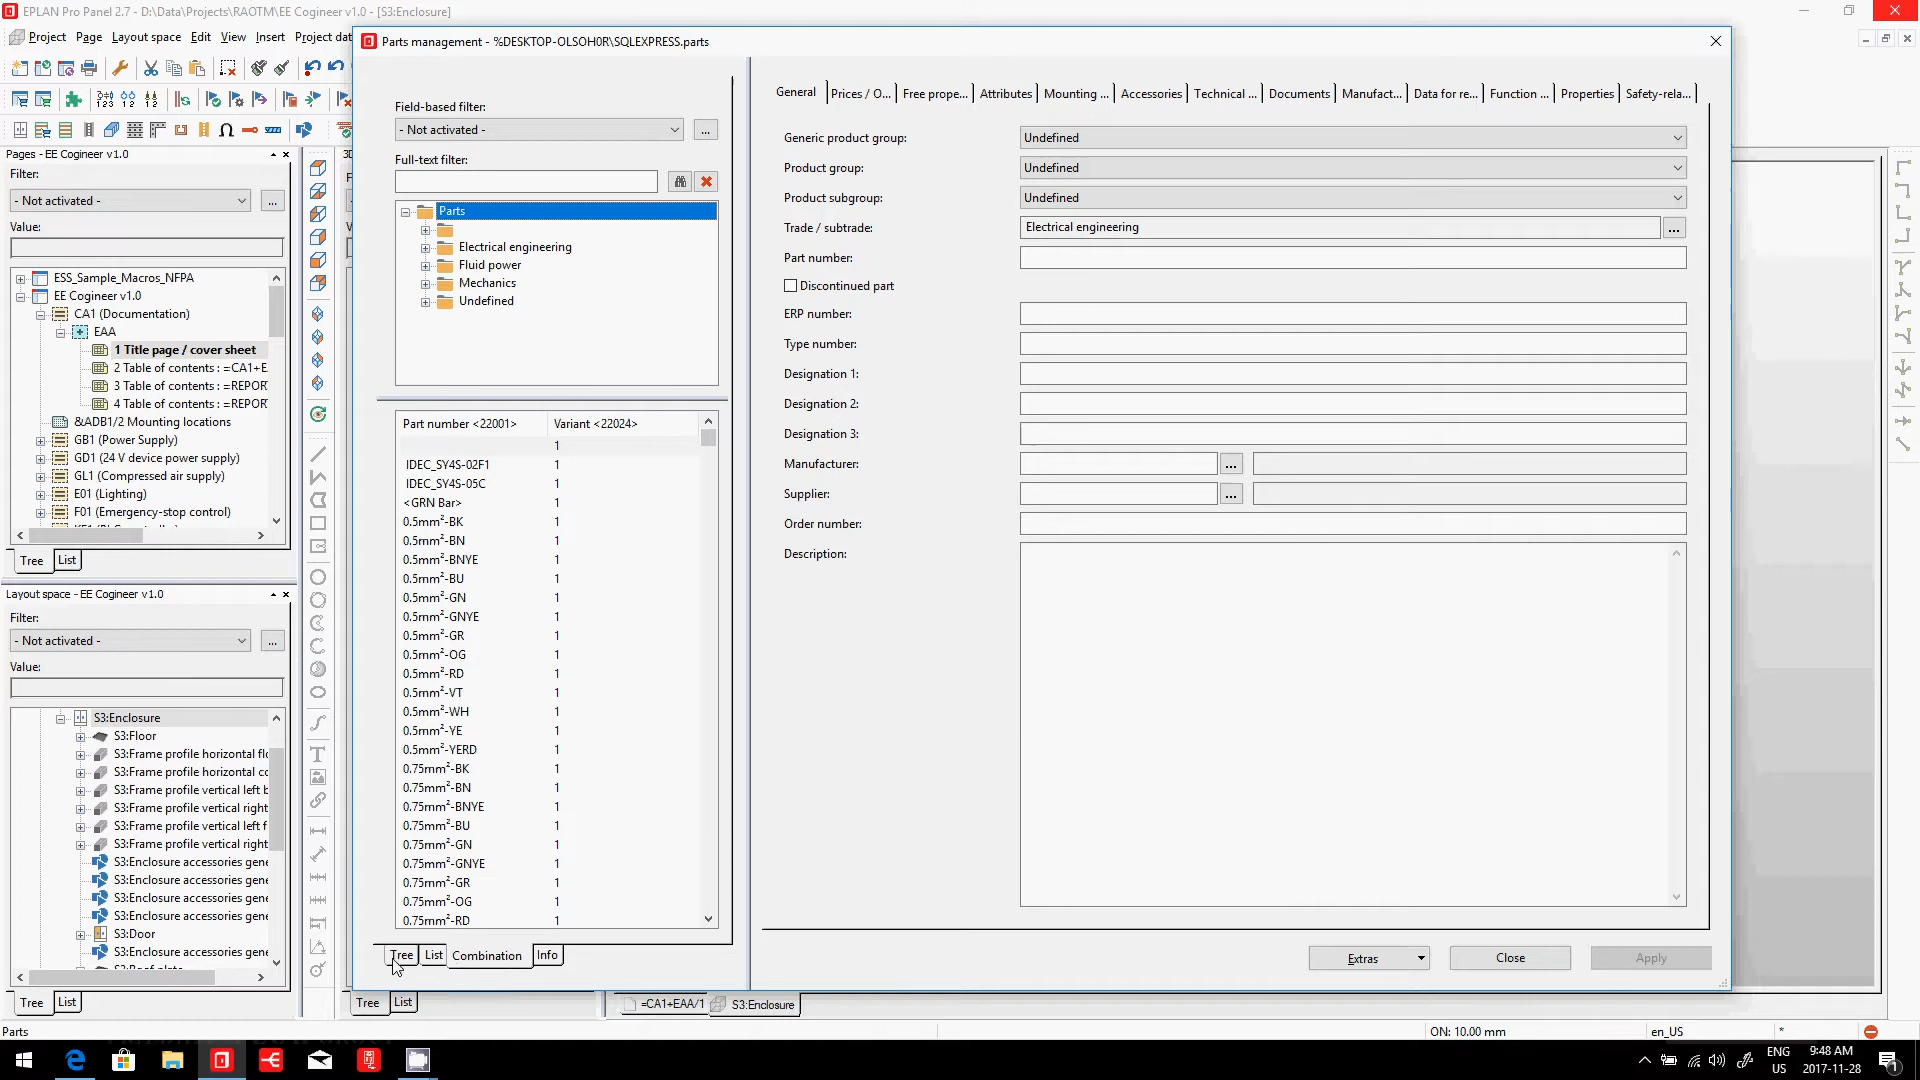 EPLAN Pro Panel 2.7 - D:\Data\Projects\RAOTM\EE Cogineer v1.0 - [S3:Enclosure]
Project Page Layout space Edit View Insert Project data
Parts management - %DESKTOP-OLSOH0R\SQLEXPRESS.parts
Pages - EE Cogineer v1.0
Filter:
- Not activated -
...
Value:
ESS_Sample_Macros_NFPA
EE Cogineer v1.0
CA1 (Documentation)
EAA
1 Title page / cover sheet
2 Table of contents : =CA1+E
3 Table of contents : =REPOR
4 Table of contents : =REPOR
&ADB1/2 Mounting locations
GB1 (Power Supply)
GD1 (24 V device power supply)
GL1 (Compressed air supply)
E01 (Lighting)
F01 (Emergency-stop control)
Tree List
Layout space - EE Cogineer v1.0
Filter:
- Not activated -
...
Value:
S3:Enclosure
S3:Floor
S3:Frame profile horizontal flo
S3:Frame profile horizontal co
S3:Frame profile vertical left b
S3:Frame profile vertical right
S3:Frame profile vertical left f
S3:Frame profile vertical right
S3:Enclosure accessories gene
S3:Enclosure accessories gene
S3:Enclosure accessories gene
S3:Enclosure accessories gene
S3:Door
S3:Enclosure accessories gene
S3:Roof plate
Tree List
Field-based filter:
- Not activated -
...
Full-text filter:
Parts
Electrical engineering
Fluid power
Mechanics
Undefined
Part number <22001> Variant <22024>
1
IDEC_SY4S-02F1 1
IDEC_SY4S-05C 1
<GRN Bar> 1
0.5mm²-BK 1
0.5mm²-BN 1
0.5mm²-BNYE 1
0.5mm²-BU 1
0.5mm²-GN 1
0.5mm²-GNYE 1
0.5mm²-GR 1
0.5mm²-OG 1
0.5mm²-RD 1
0.5mm²-VT 1
0.5mm²-WH 1
0.5mm²-YE 1
0.5mm²-YERD 1
0.75mm²-BK 1
0.75mm²-BN 1
0.75mm²-BNYE 1
0.75mm²-BU 1
0.75mm²-GN 1
0.75mm²-GNYE 1
0.75mm²-GR 1
0.75mm²-OG 1
0.75mm²-RD 1
Tree List Combination Info
General Prices / O... Free prope... Attributes Mounting ... Accessories Technical ... Documents Manufact... Data for re... Function ... Properties Safety-rela...
Generic product group: Undefined
Product group: Undefined
Product subgroup: Undefined
Trade / subtrade: Electrical engineering ...
Part number:
Discontinued part
ERP number:
Type number:
Designation 1:
Designation 2:
Designation 3:
Manufacturer: ...
Supplier: ...
Order number:
Description:
Extras Close Apply
Tree List
=CA1+EAA/1 S3:Enclosure
Parts
ON: 10.00 mm en_US *
ENG
US
9:48 AM
2017-11-28
1